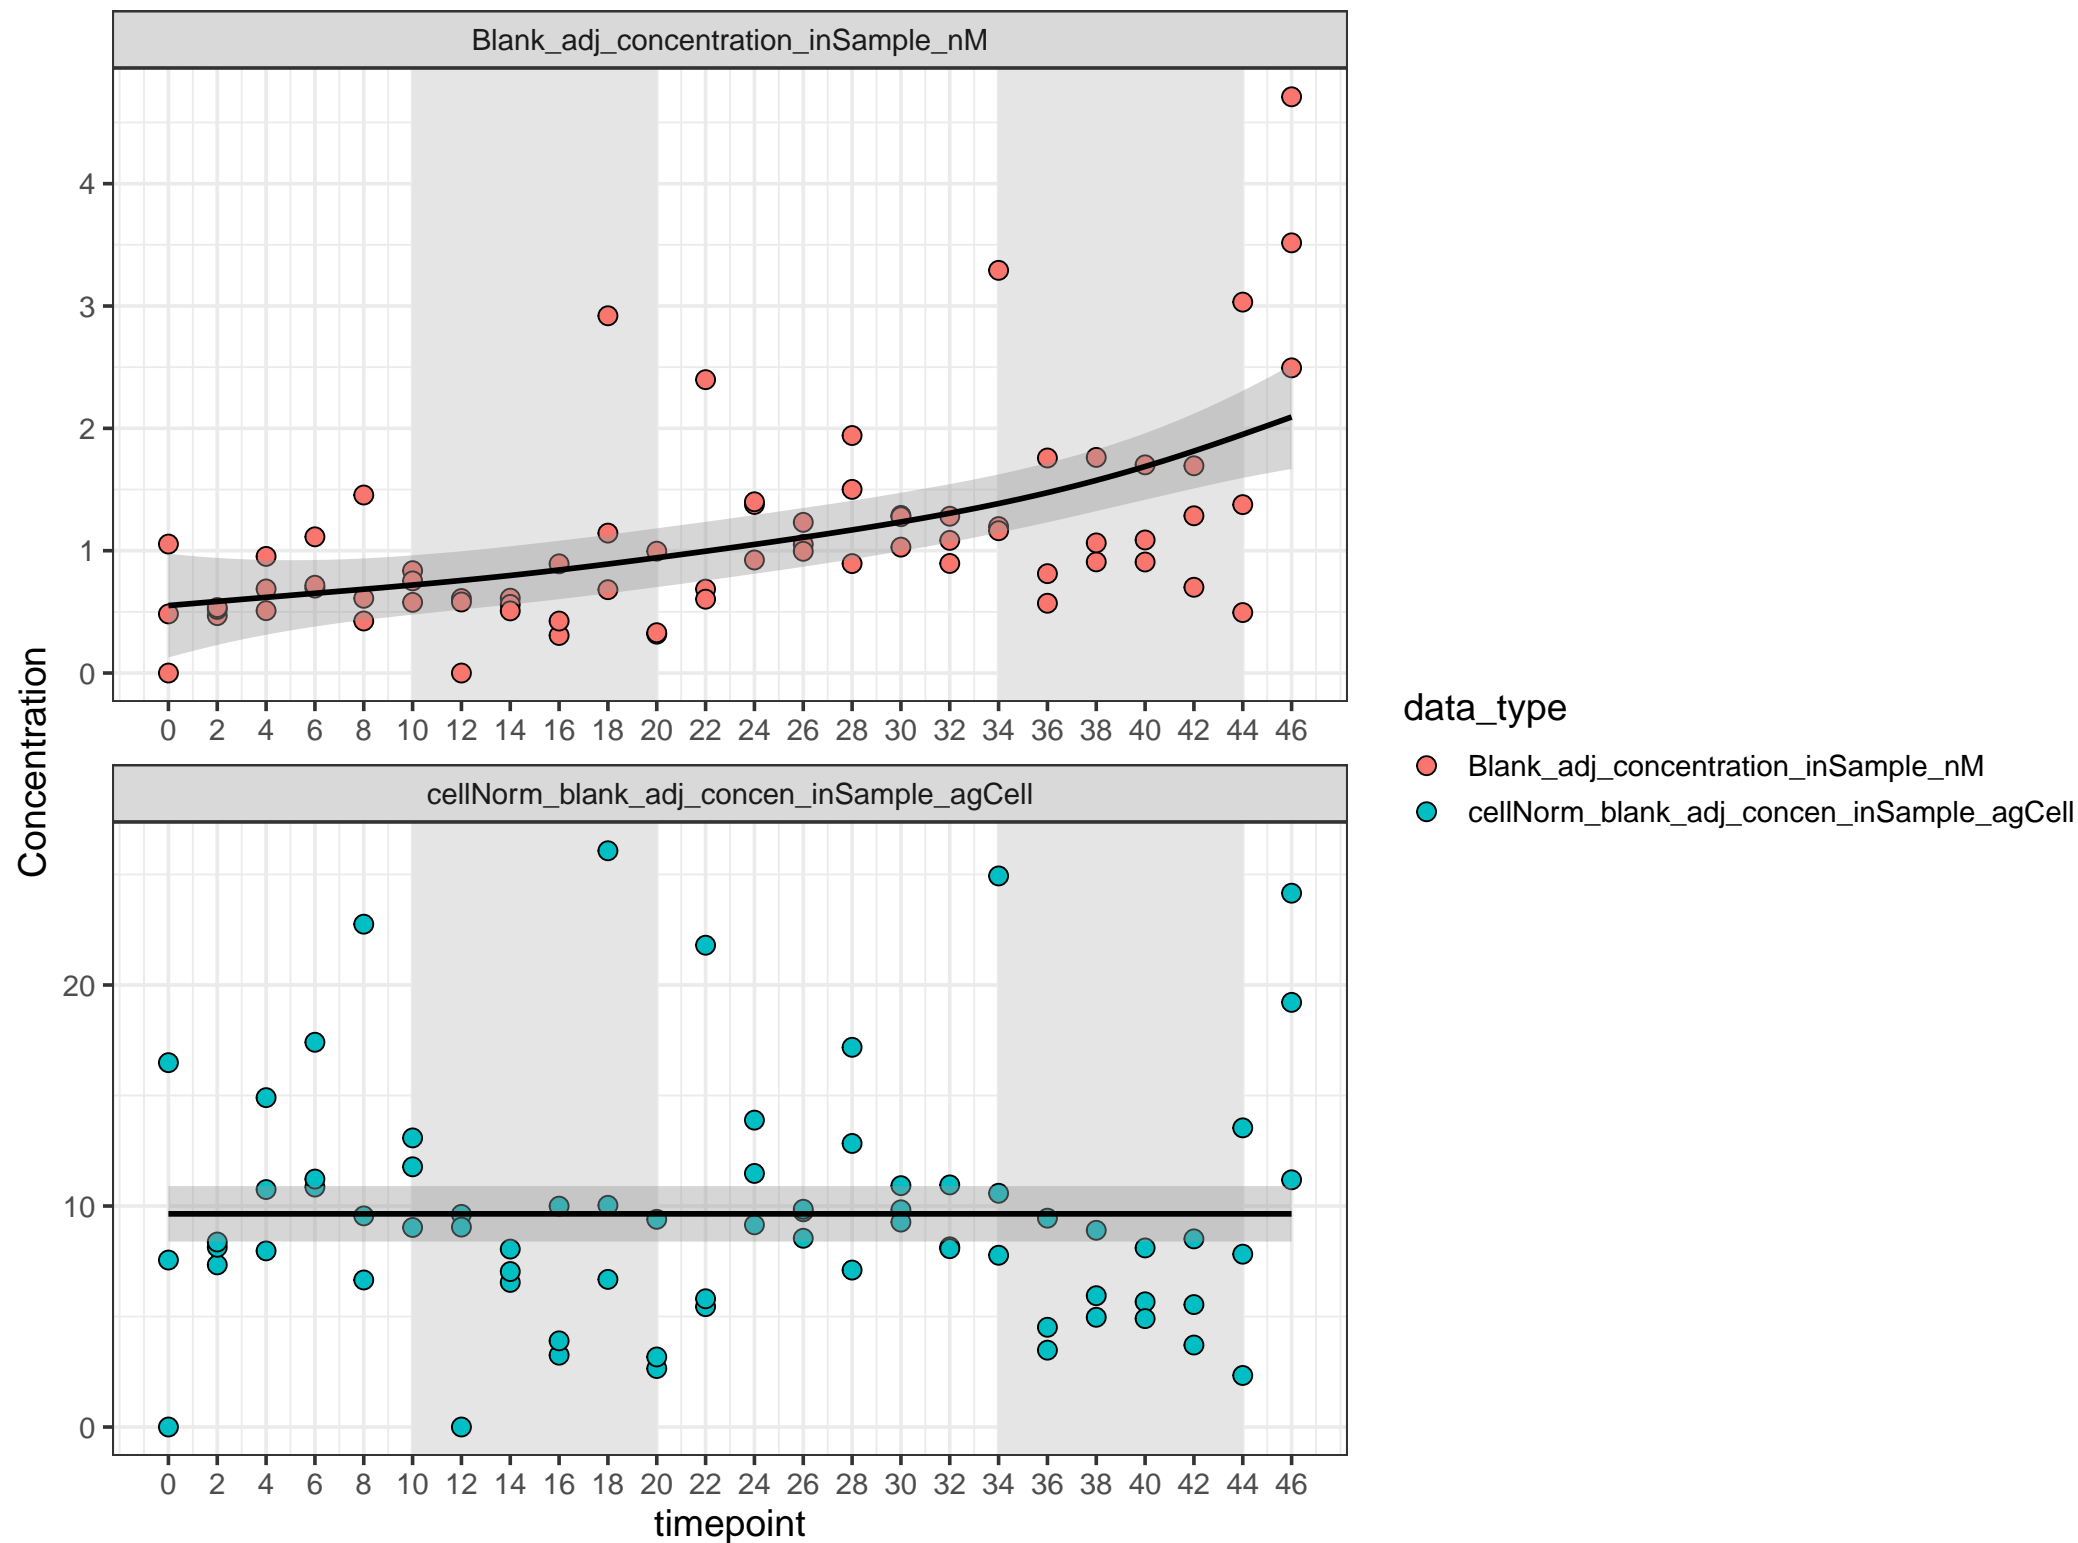 Blank_adj_concentration_inSample_nM
4
3
2
1
0
0 2 4 6 8 10 12 14 16 18 20 22 24 26 28 30 32 34 36 38 40 42 44 46
Concentration
cellNorm_blank_adj_concen_inSample_agCell
20
10
0
0 2 4 6 8 10 12 14 16 18 20 22 24 26 28 30 32 34 36 38 40 42 44 46
timepoint
data_type
Blank_adj_concentration_inSample_nM
cellNorm_blank_adj_concen_inSample_agCell